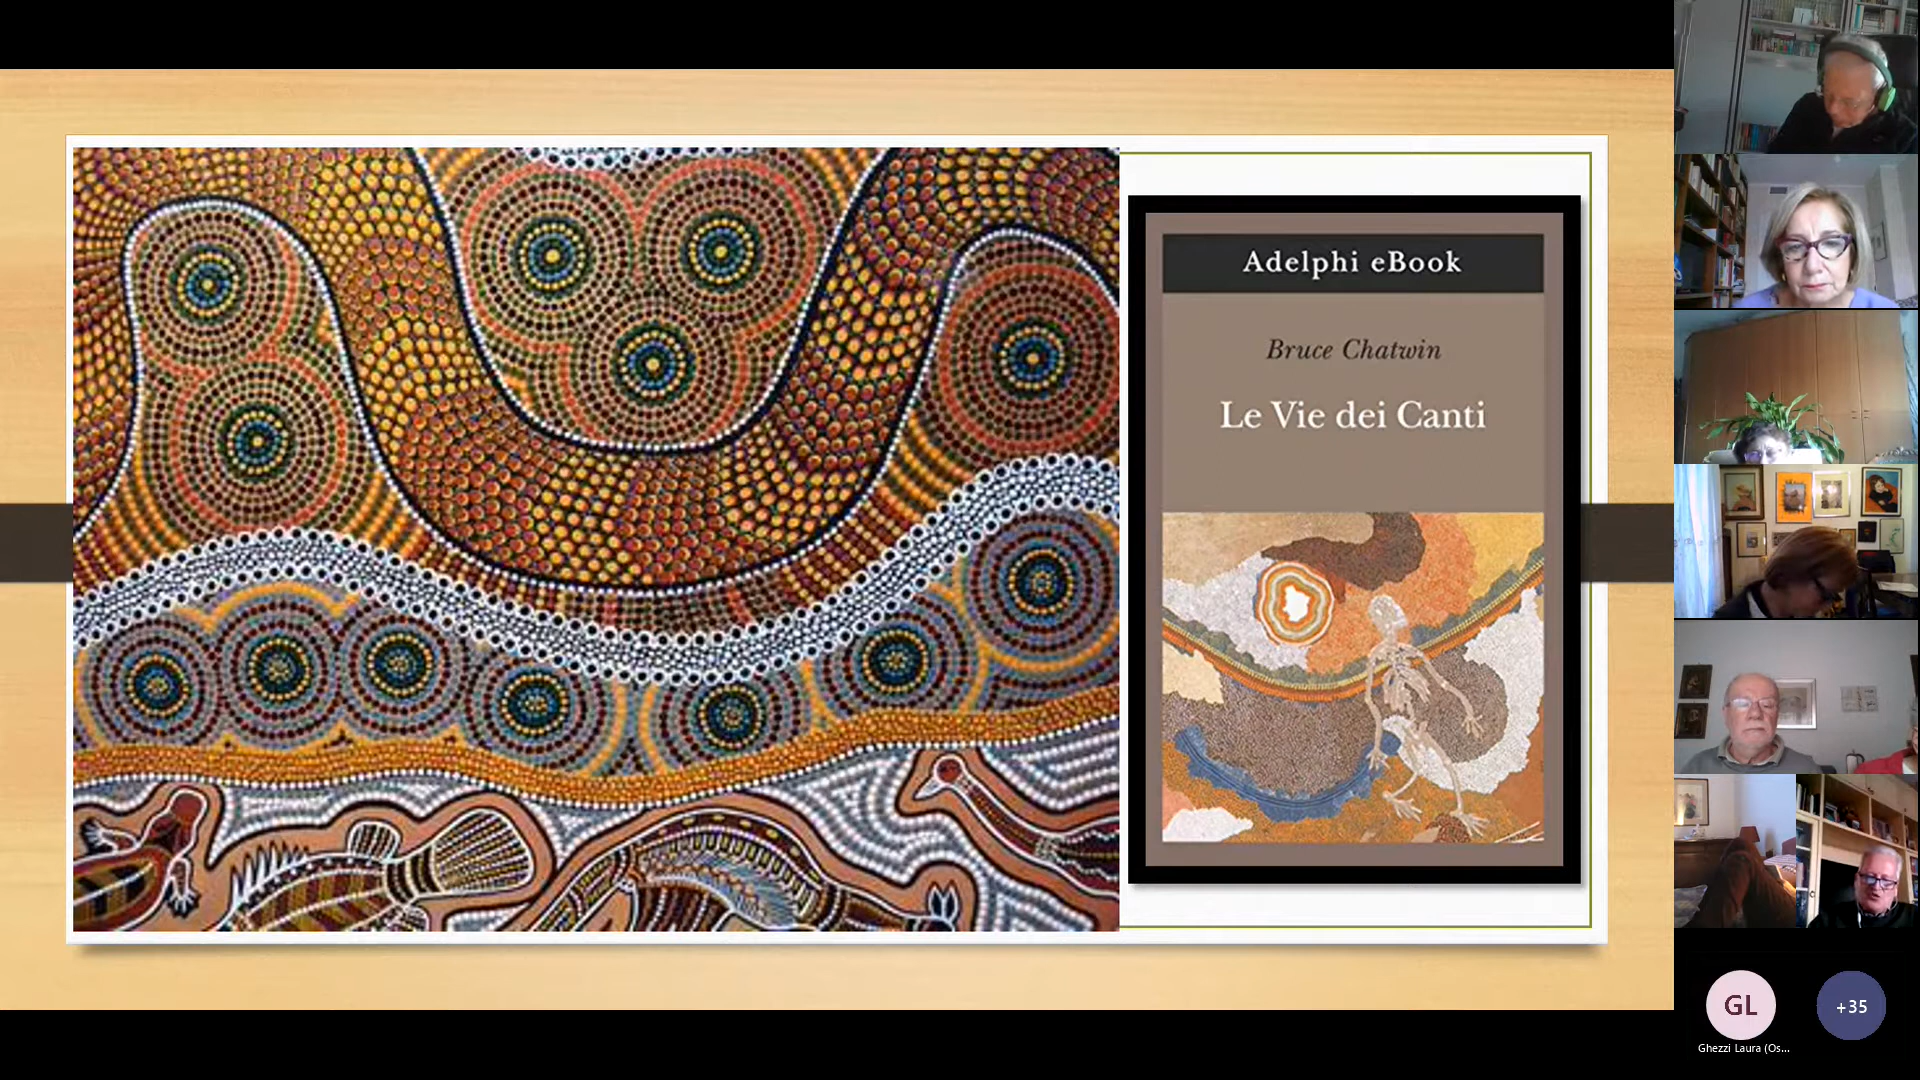 Adelphi eBook
Bruce Chatwin
Le Vie dei Canti
GL
+35
Ghezzi Laura (Os...